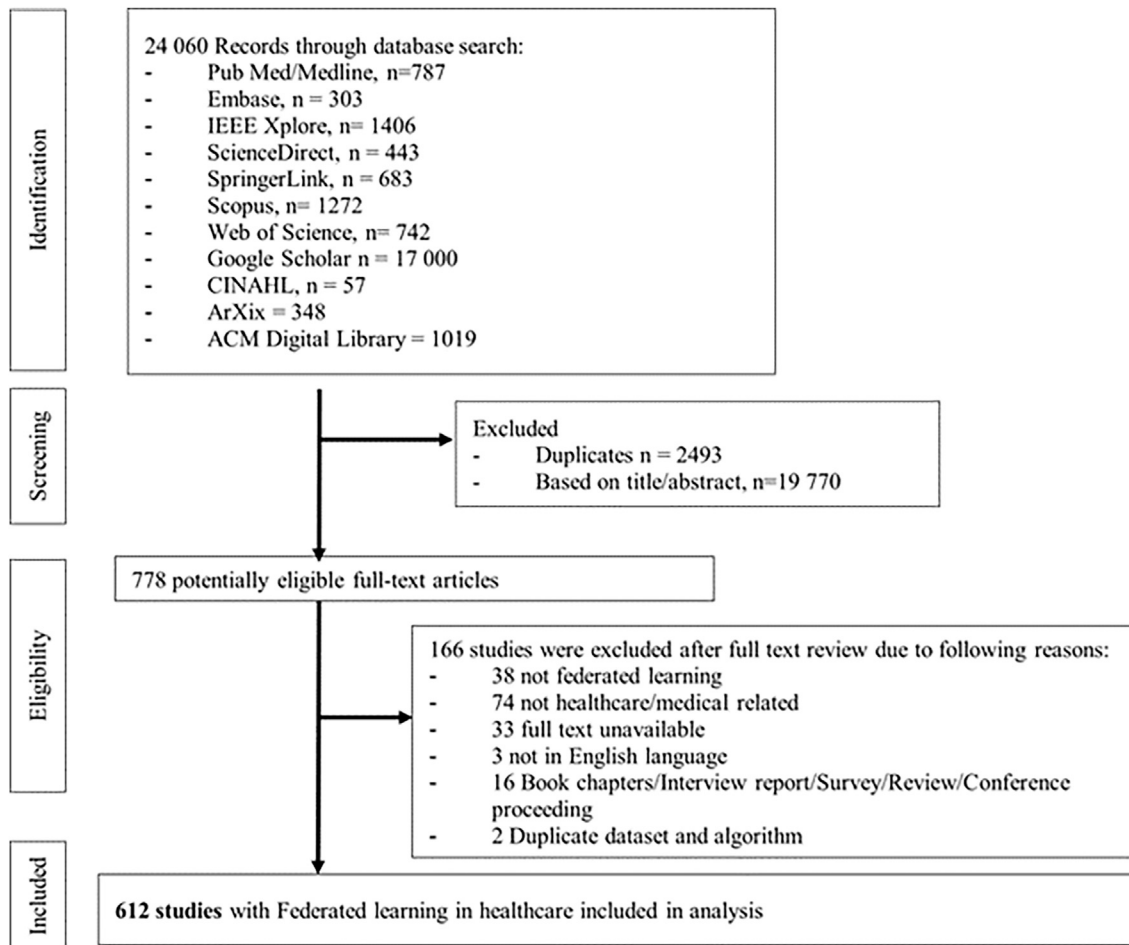 Identification
24 060 Records through database search:
- Pub Med/Medline, n=787
- Embase, n = 303
- IEEE Xplore, n= 1406
- ScienceDirect, n = 443
- SpringerLink, n = 683
- Scopus, n= 1272
- Web of Science, n= 742
- Google Scholar n = 17 000
- CINAHL, n = 57
- ArXix = 348
- ACM Digital Library = 1019
Screening
Excluded
- Duplicates n = 2493
- Based on title/abstract, n=19 770
Eligibility
778 potentially eligible full-text articles
166 studies were excluded after full text review due to following reasons:
- 38 not federated learning
- 74 not healthcare/medical related
- 33 full text unavailable
- 3 not in English language
- 16 Book chapters/Interview report/Survey/Review/Conference
proceeding
- 2 Duplicate dataset and algorithm
Included
612 studies with Federated learning in healthcare included in analysis